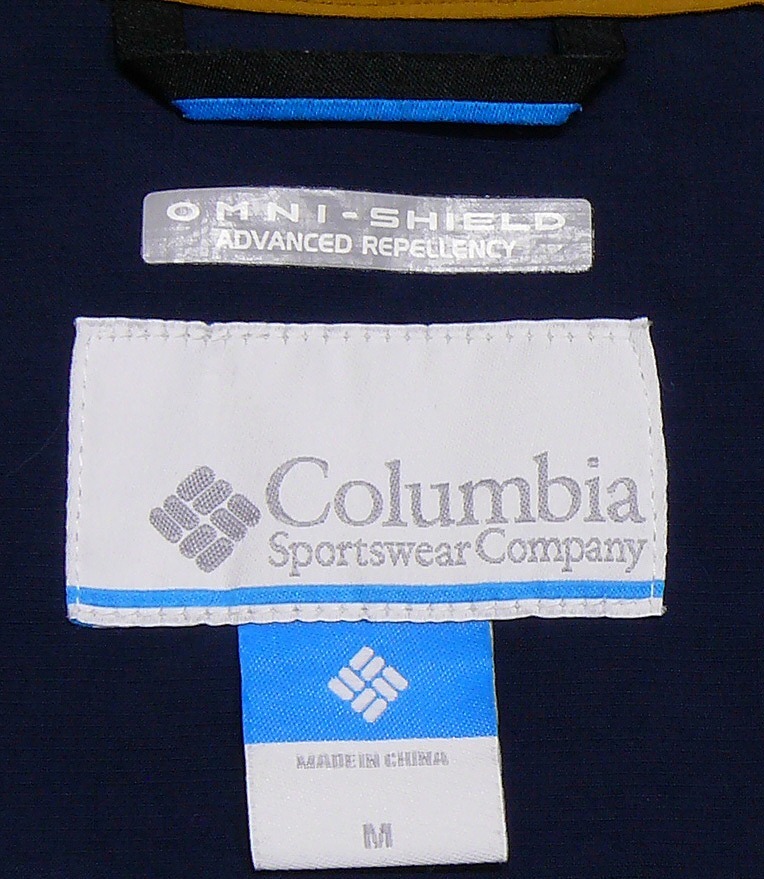 OMNI-SHIELD
ADVANCED REPELLENCY
Columbia
Sportswear Company
MADE IN CHINA
M